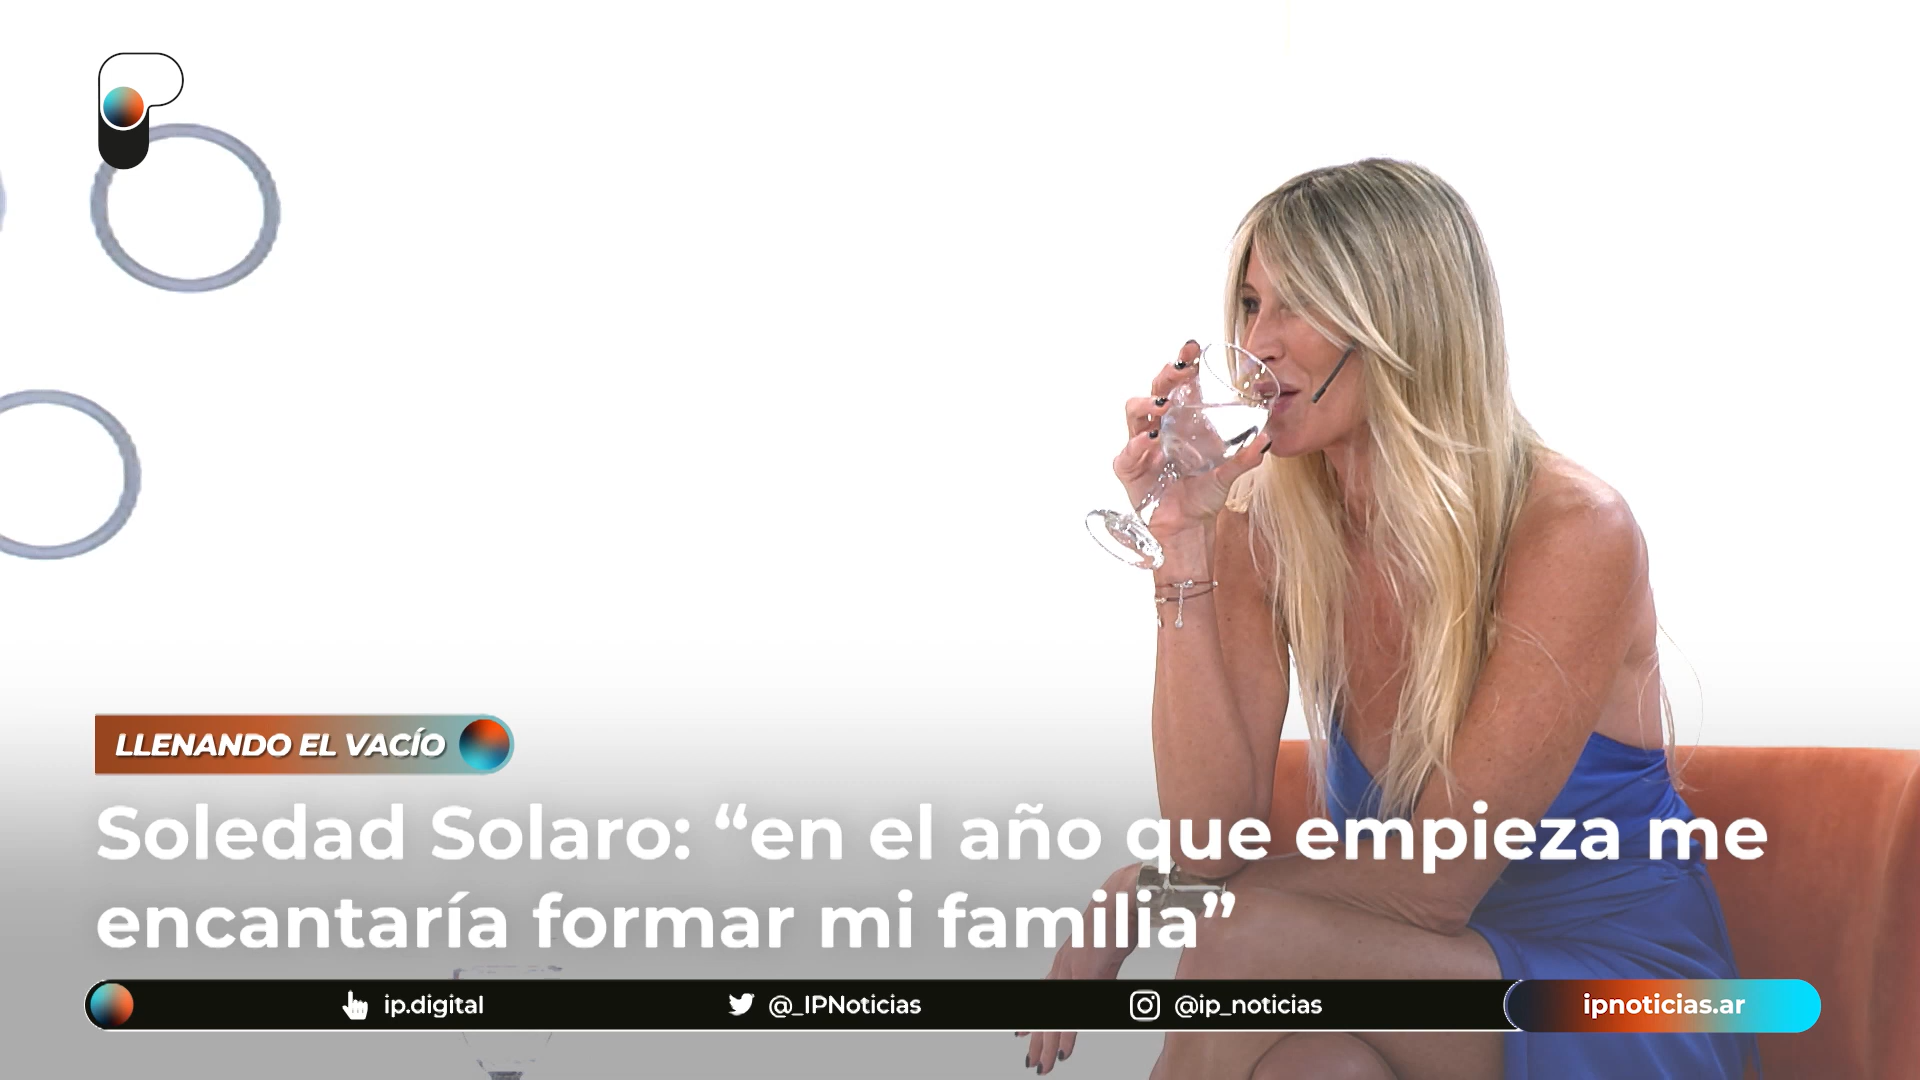 LLENANDO EL VACÍO
Soledad Solaro: “en el año que empieza me
encantaría formar mi familia”
ip.digital
@_IPNoticias
@ip_noticias
ipnoticias.ar